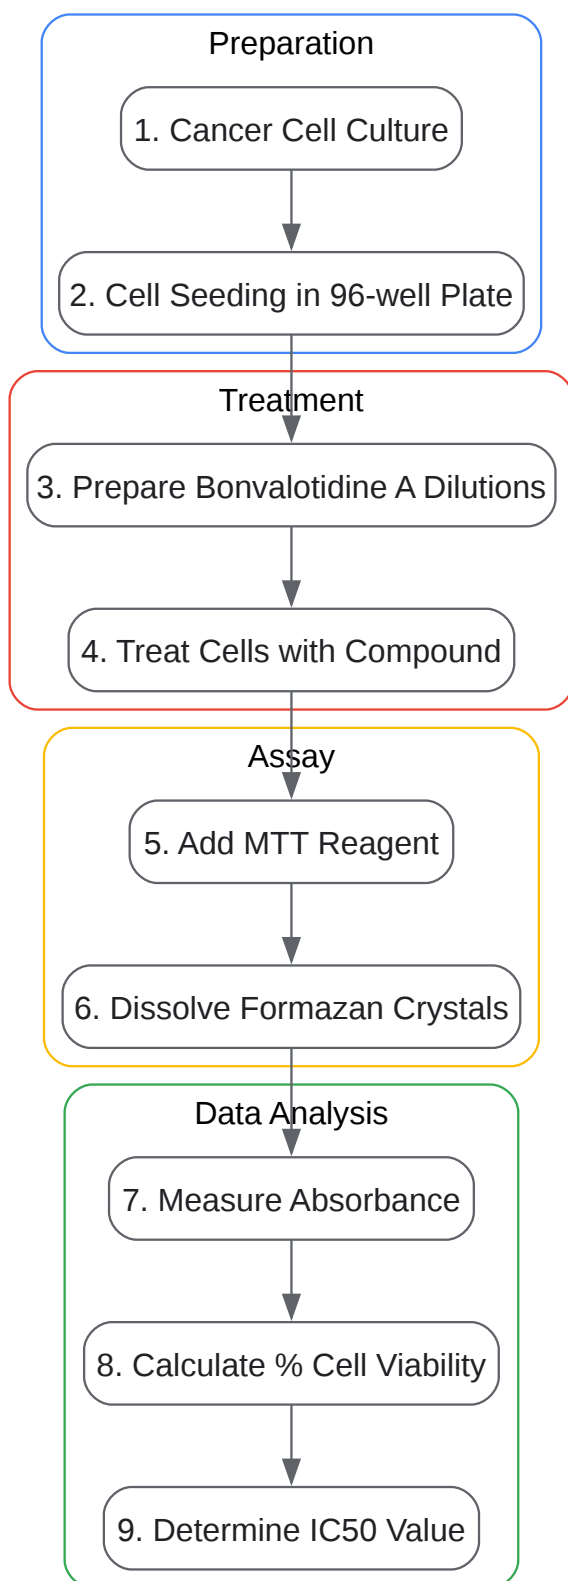 Preparation
1. Cancer Cell Culture
2. Cell Seeding in 96-well Plate
Treatment
3. Prepare Bonvalotidine A Dilutions
4. Treat Cells with Compound
Assay
5. Add MTT Reagent
6. Dissolve Formazan Crystals
Data Analysis
7. Measure Absorbance
8. Calculate % Cell Viability
9. Determine IC50 Value